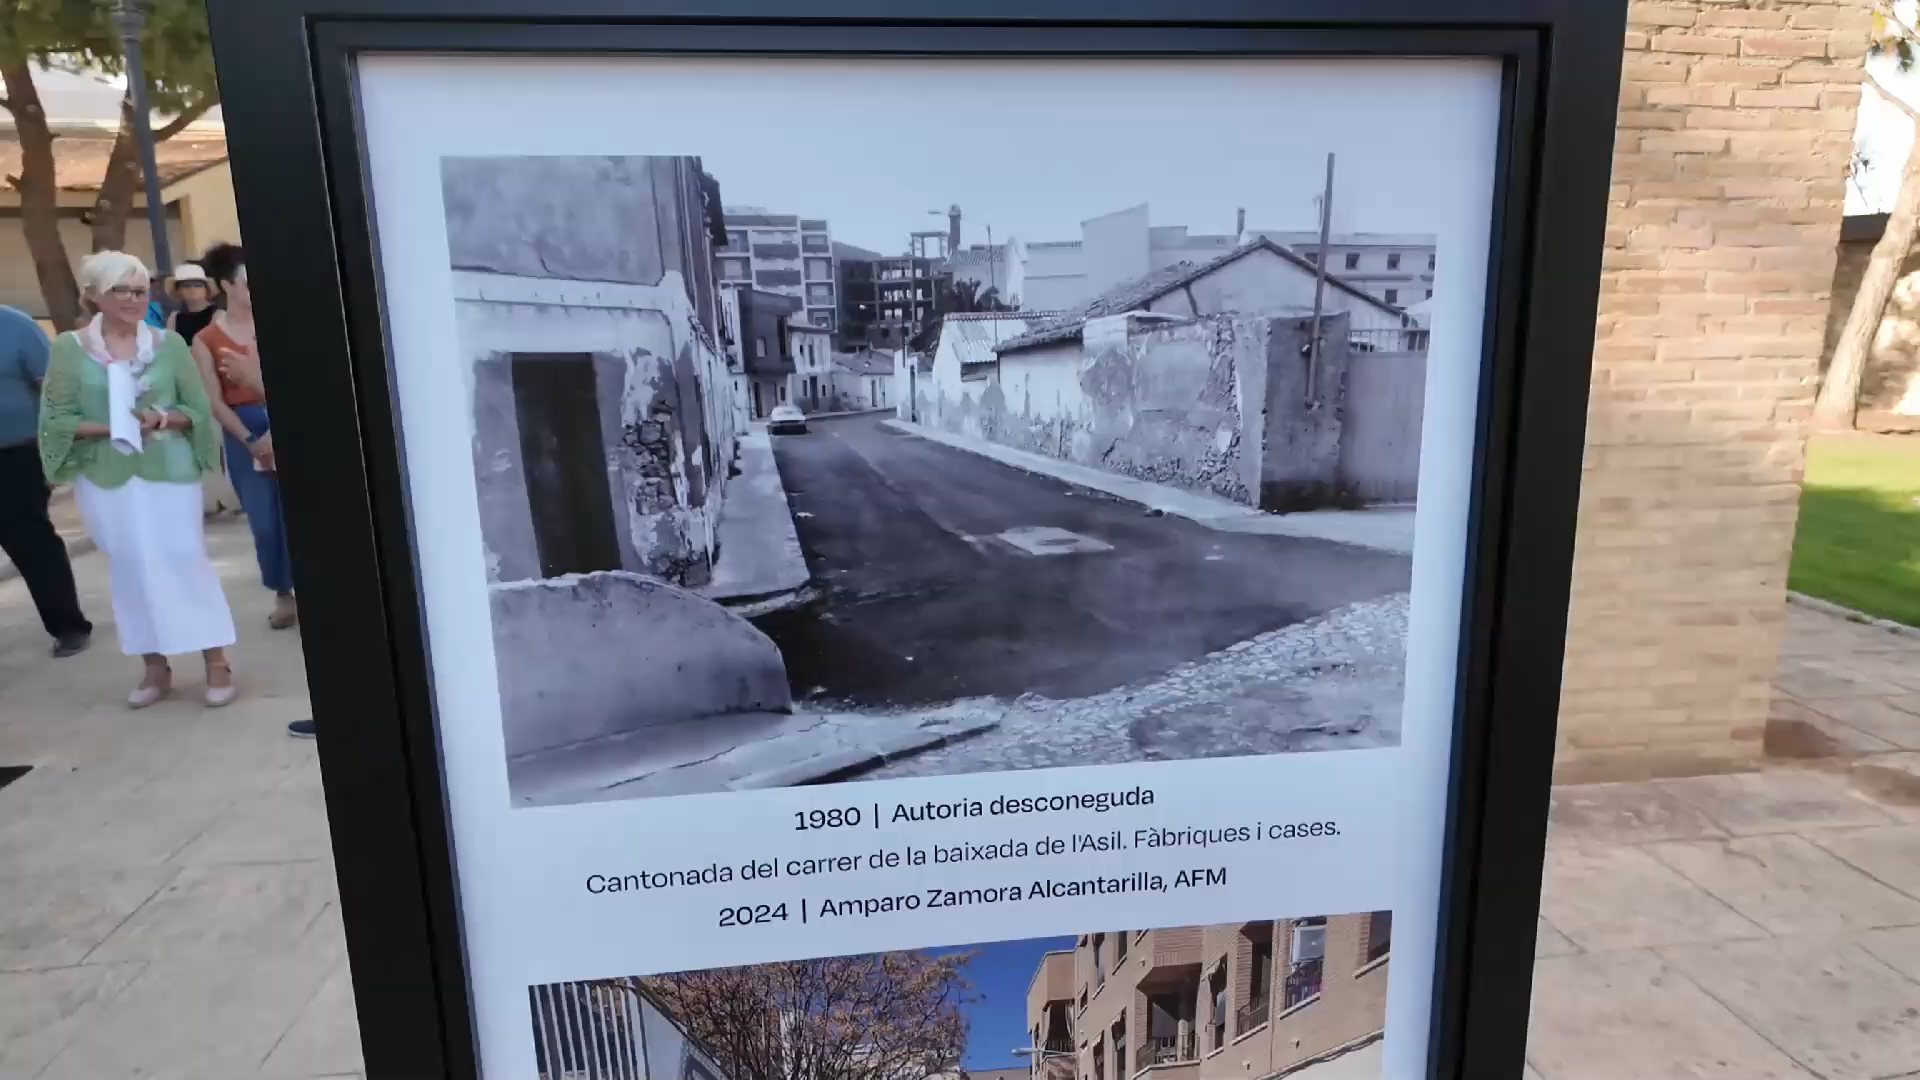 1980 | Autoria desconeguda
Cantonada del carrer de la baixada de l'Asil. Fàbriques i cases.
2024 | Amparo Zamora Alcantarilla, AFM